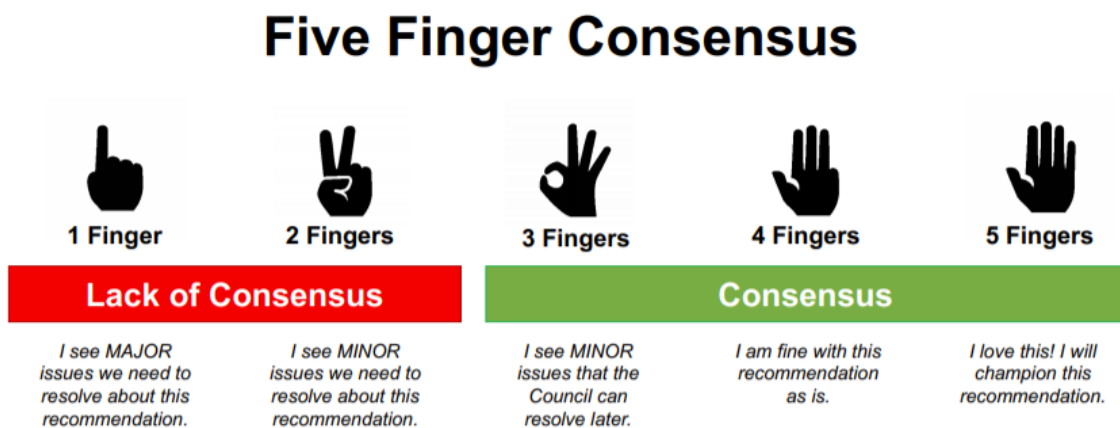 Five Finger Consensus
1 Finger
2 Fingers
3 Fingers
4 Fingers
5 Fingers
Lack of Consensus
Consensus
I see MAJOR
issues we need to
resolve about this
recommendation.
I see MINOR
issues we need to
resolve about this
recommendation.
I see MINOR
issues that the
Council can
resolve later.
I am fine with this
recommendation
as is.
I love this! I will
champion this
recommendation.